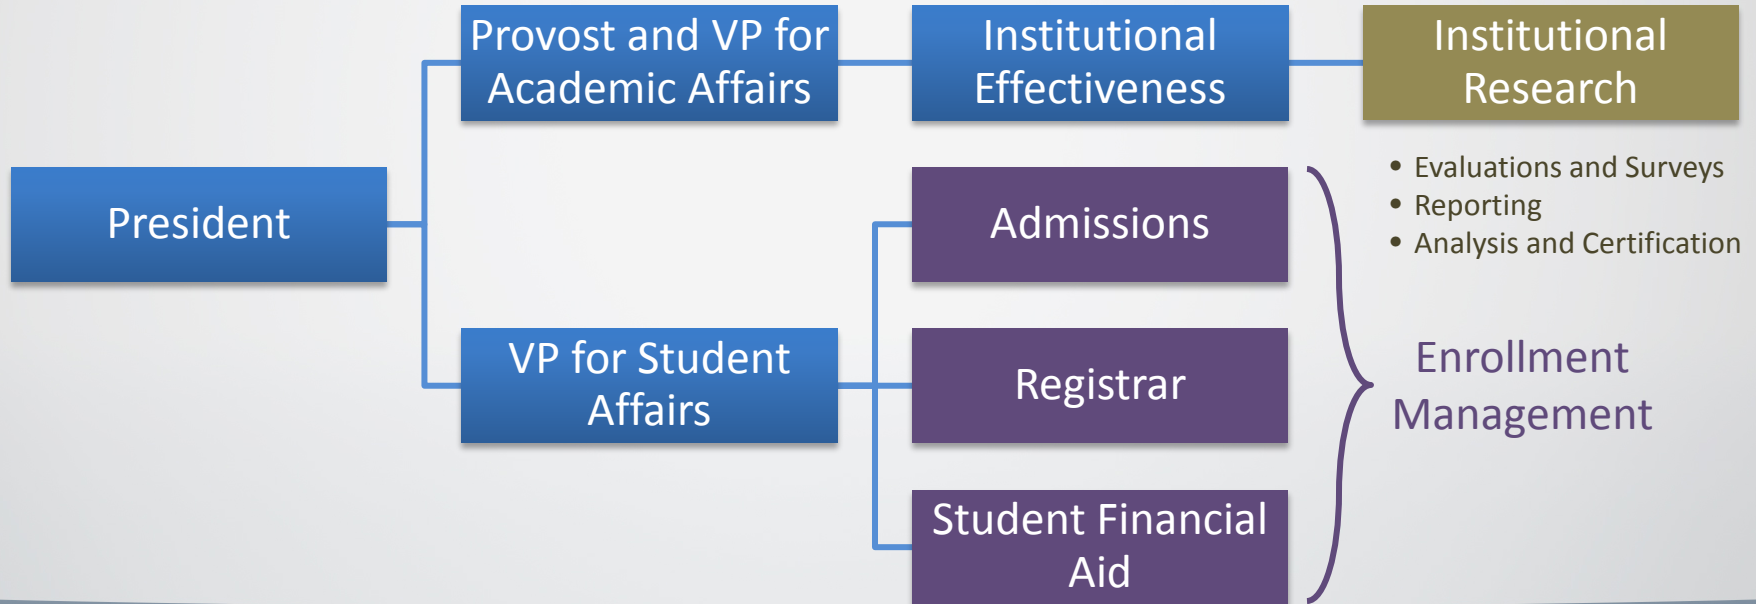 Provost and VP for
Academic Affairs
Institutional
Effectiveness
Institutional
Research
• Evaluations and Surveys
• Reporting
• Analysis and Certification
President
Admissions
VP for Student
Affairs
Registrar
Enrollment
Management
Student Financial
Aid